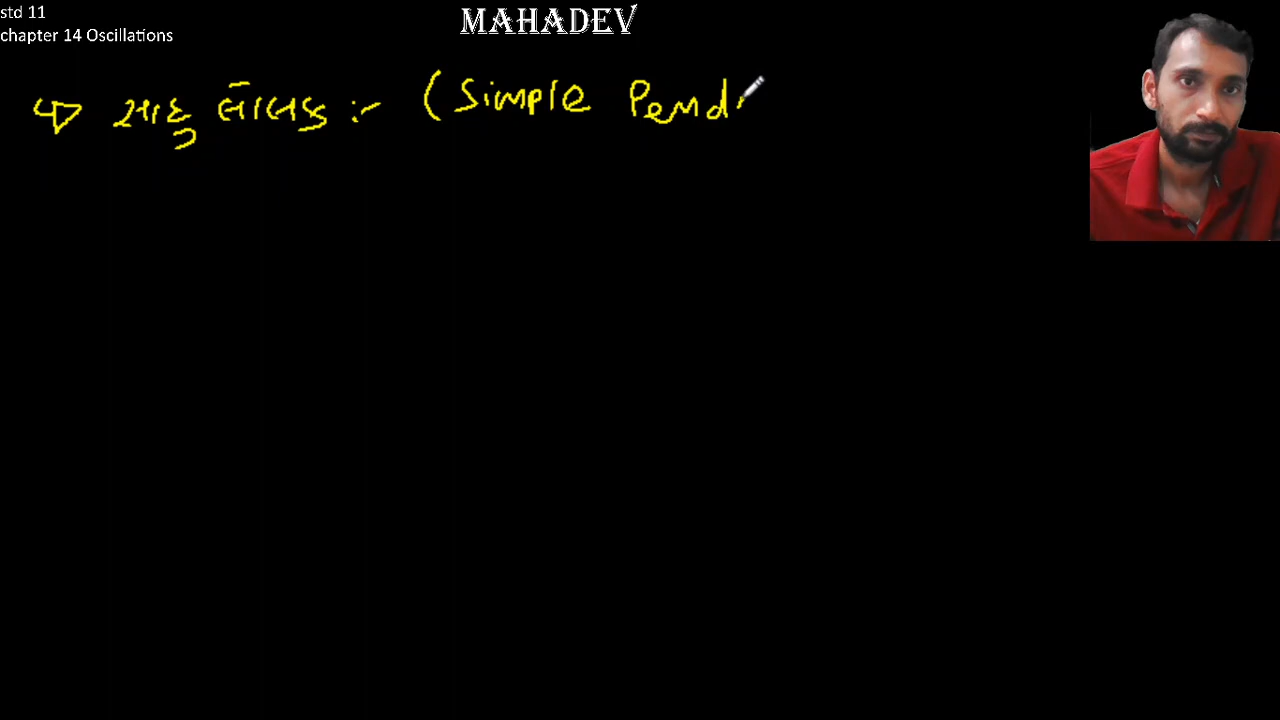 std 11
MAHADEV
chapter 14 Oscillations
સાદુ લોલક :- (Simple Pend